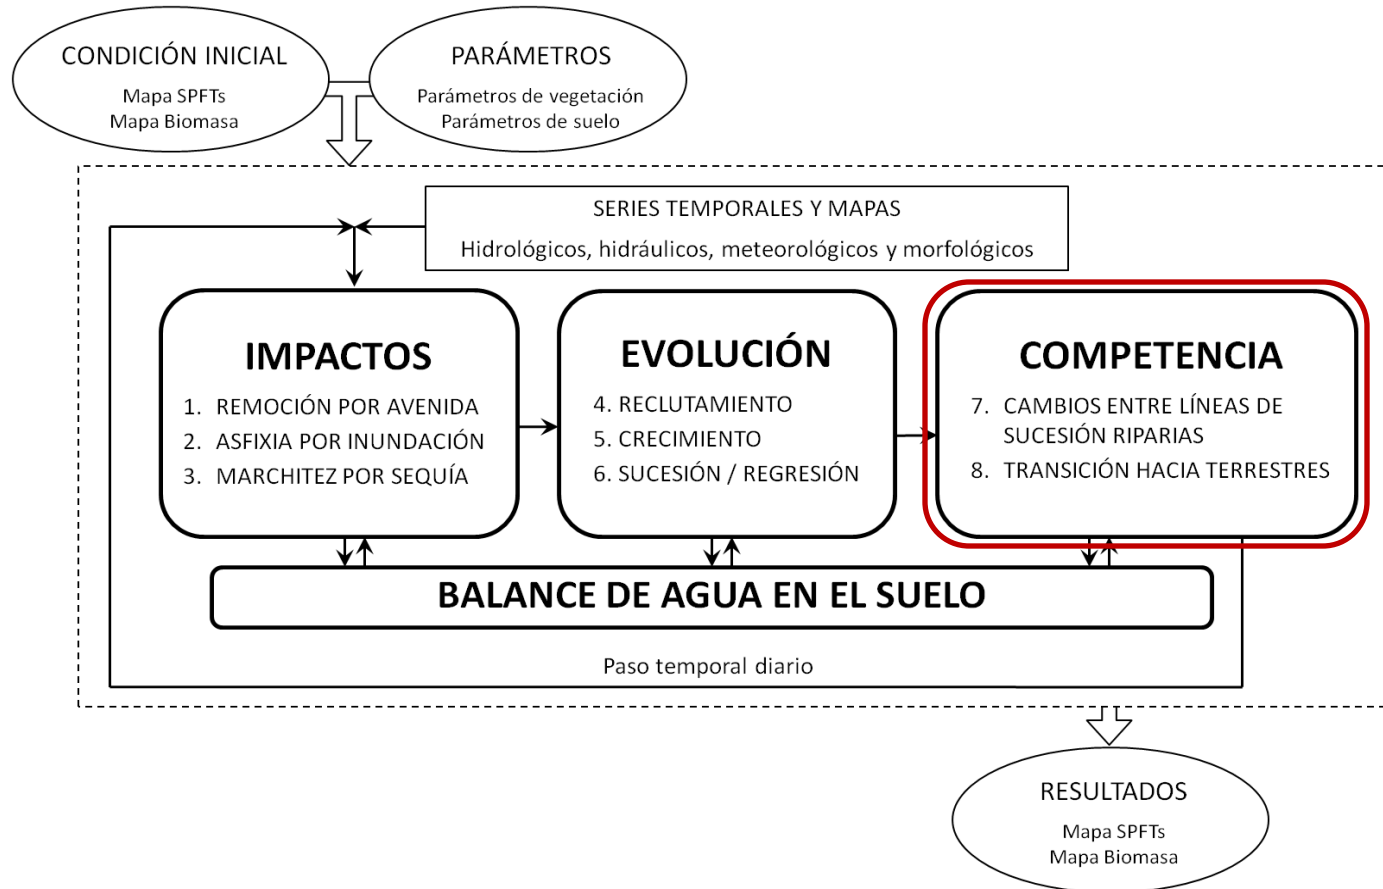 CONDICIÓN INICIAL
Mapa SPFTs
Mapa Biomasa
PARÁMETROS
Parámetros de vegetación
Parámetros de suelo
SERIES TEMPORALES Y MAPAS
Hidrológicos, hidráulicos, meteorológicos y morfológicos
IMPACTOS
1. REMOCIÓN POR AVENIDA
2. ASFIXIA POR INUNDACIÓN
3. MARCHITEZ POR SEQUÍA
EVOLUCIÓN
4. RECLUTAMIENTO
5. CRECIMIENTO
6. SUCESIÓN / REGRESIÓN
COMPETENCIA
7. CAMBIOS ENTRE LÍNEAS DE
SUCESIÓN RIPARIAS
8. TRANSICIÓN HACIA TERRESTRES
BALANCE DE AGUA EN EL SUELO
Paso temporal diario
RESULTADOS
Mapa SPFTs
Mapa Biomasa